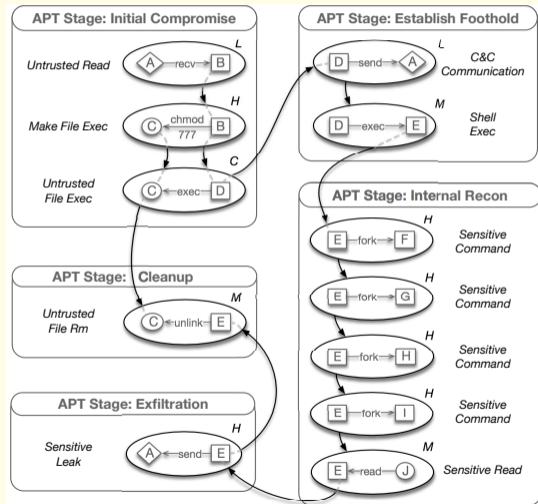 APT Stage: Initial Compromise
L
Untrusted Read
A
recv
B
H
Make File Exec
C
chmod
777
B
C
Untrusted
File Exec
C
exec
D
APT Stage: Establish Foothold
L
D
send
A
C&C
Communication
M
D
exec
E
Shell
Exec
APT Stage: Internal Recon
H
E
fork
F
Sensitive
Command
H
E
fork
G
Sensitive
Command
H
E
fork
H
Sensitive
Command
H
E
fork
I
Sensitive
Command
M
E
read
J
Sensitive Read
APT Stage: Cleanup
M
Untrusted
File Rm
C
unlink
E
APT Stage: Exfiltration
H
Sensitive
Leak
A
send
E